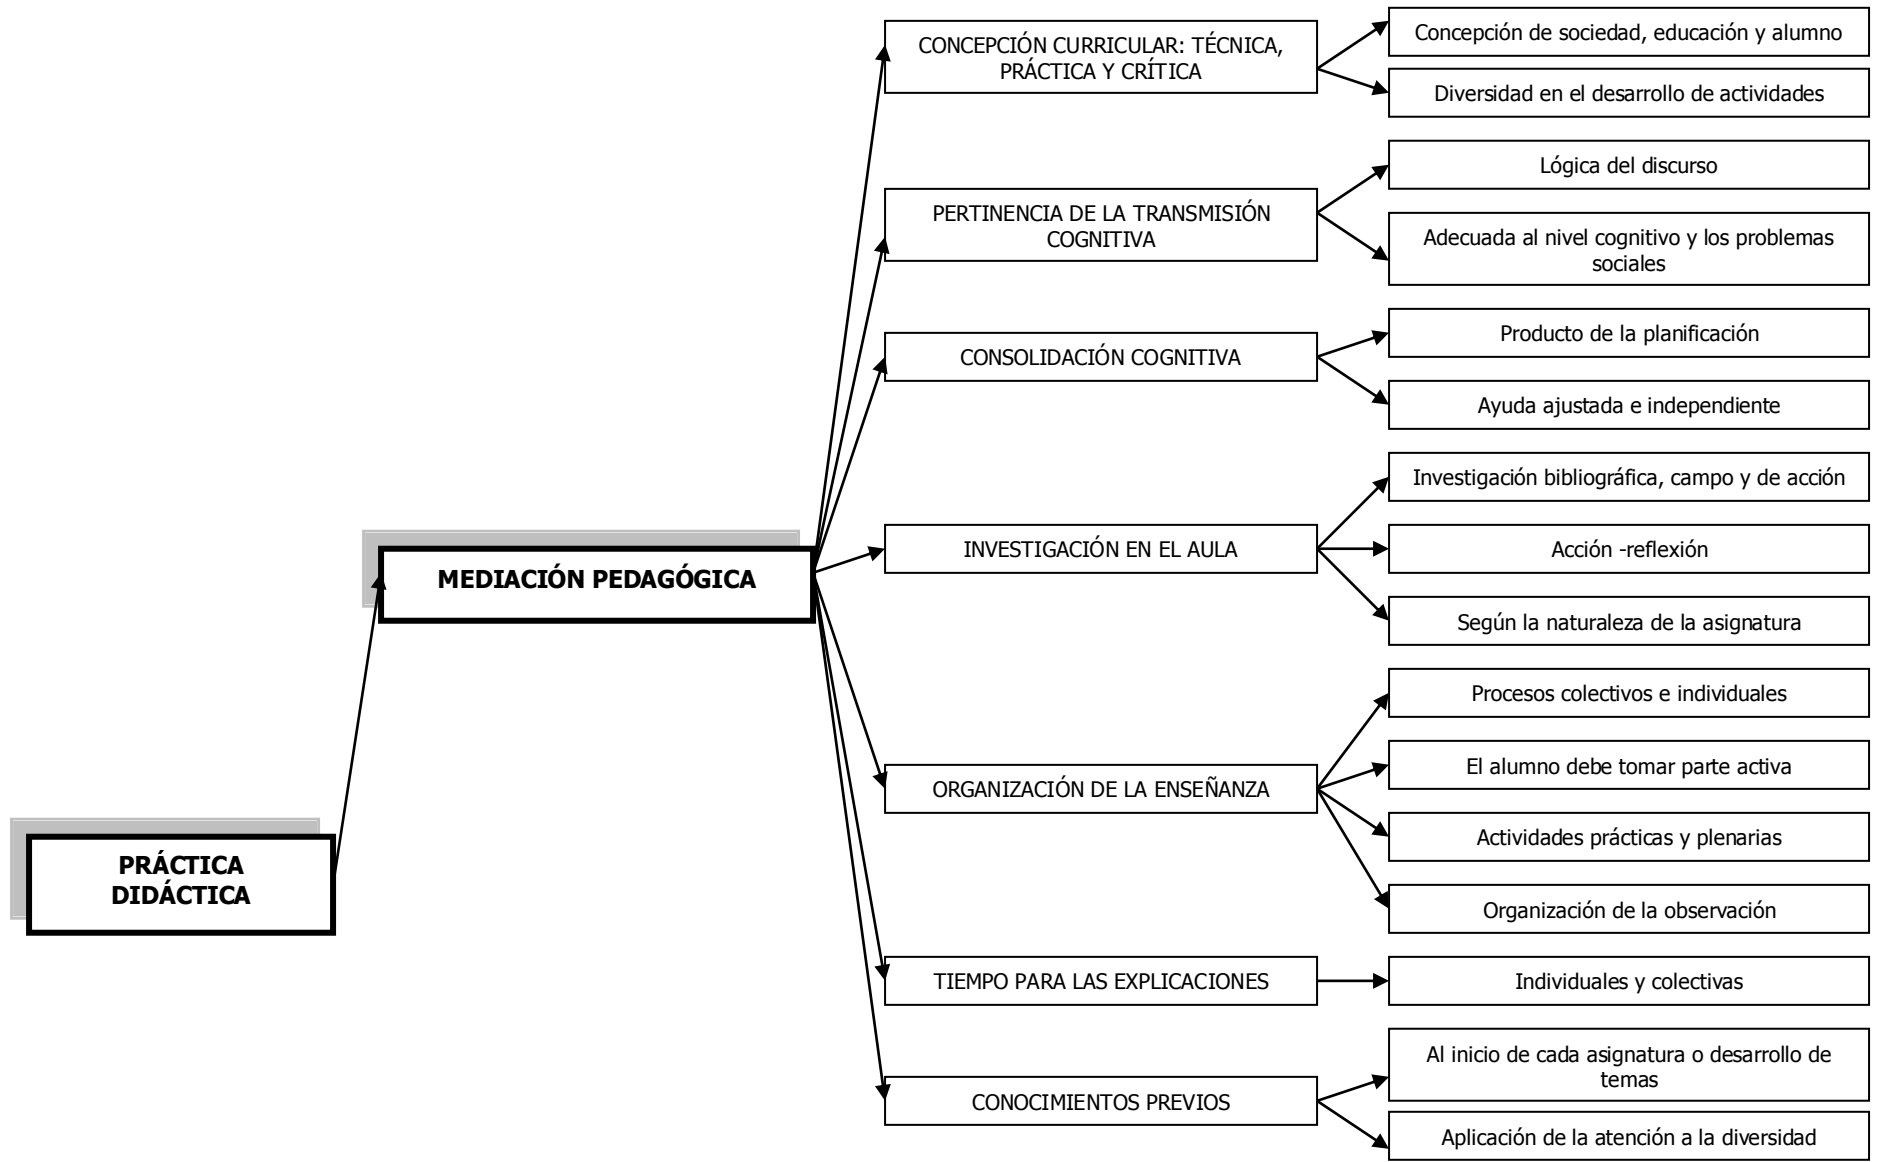 CONCEPCIÓN CURRICULAR: TÉCNICA,
PRÁCTICA Y CRÍTICA
Concepción de sociedad, educación y alumno
Diversidad en el desarrollo de actividades
PERTINENCIA DE LA TRANSMISIÓN
COGNITIVA
Lógica del discurso
Adecuada al nivel cognitivo y los problemas
sociales
CONSOLIDACIÓN COGNITIVA
Producto de la planificación
Ayuda ajustada e independiente
MEDIACIÓN PEDAGÓGICA
INVESTIGACIÓN EN EL AULA
Investigación bibliográfica, campo y de acción
Acción -reflexión
Según la naturaleza de la asignatura
ORGANIZACIÓN DE LA ENSEÑANZA
Procesos colectivos e individuales
El alumno debe tomar parte activa
Actividades prácticas y plenarias
Organización de la observación
PRÁCTICA
DIDÁCTICA
TIEMPO PARA LAS EXPLICACIONES
Individuales y colectivas
CONOCIMIENTOS PREVIOS
Al inicio de cada asignatura o desarrollo de
temas
Aplicación de la atención a la diversidad